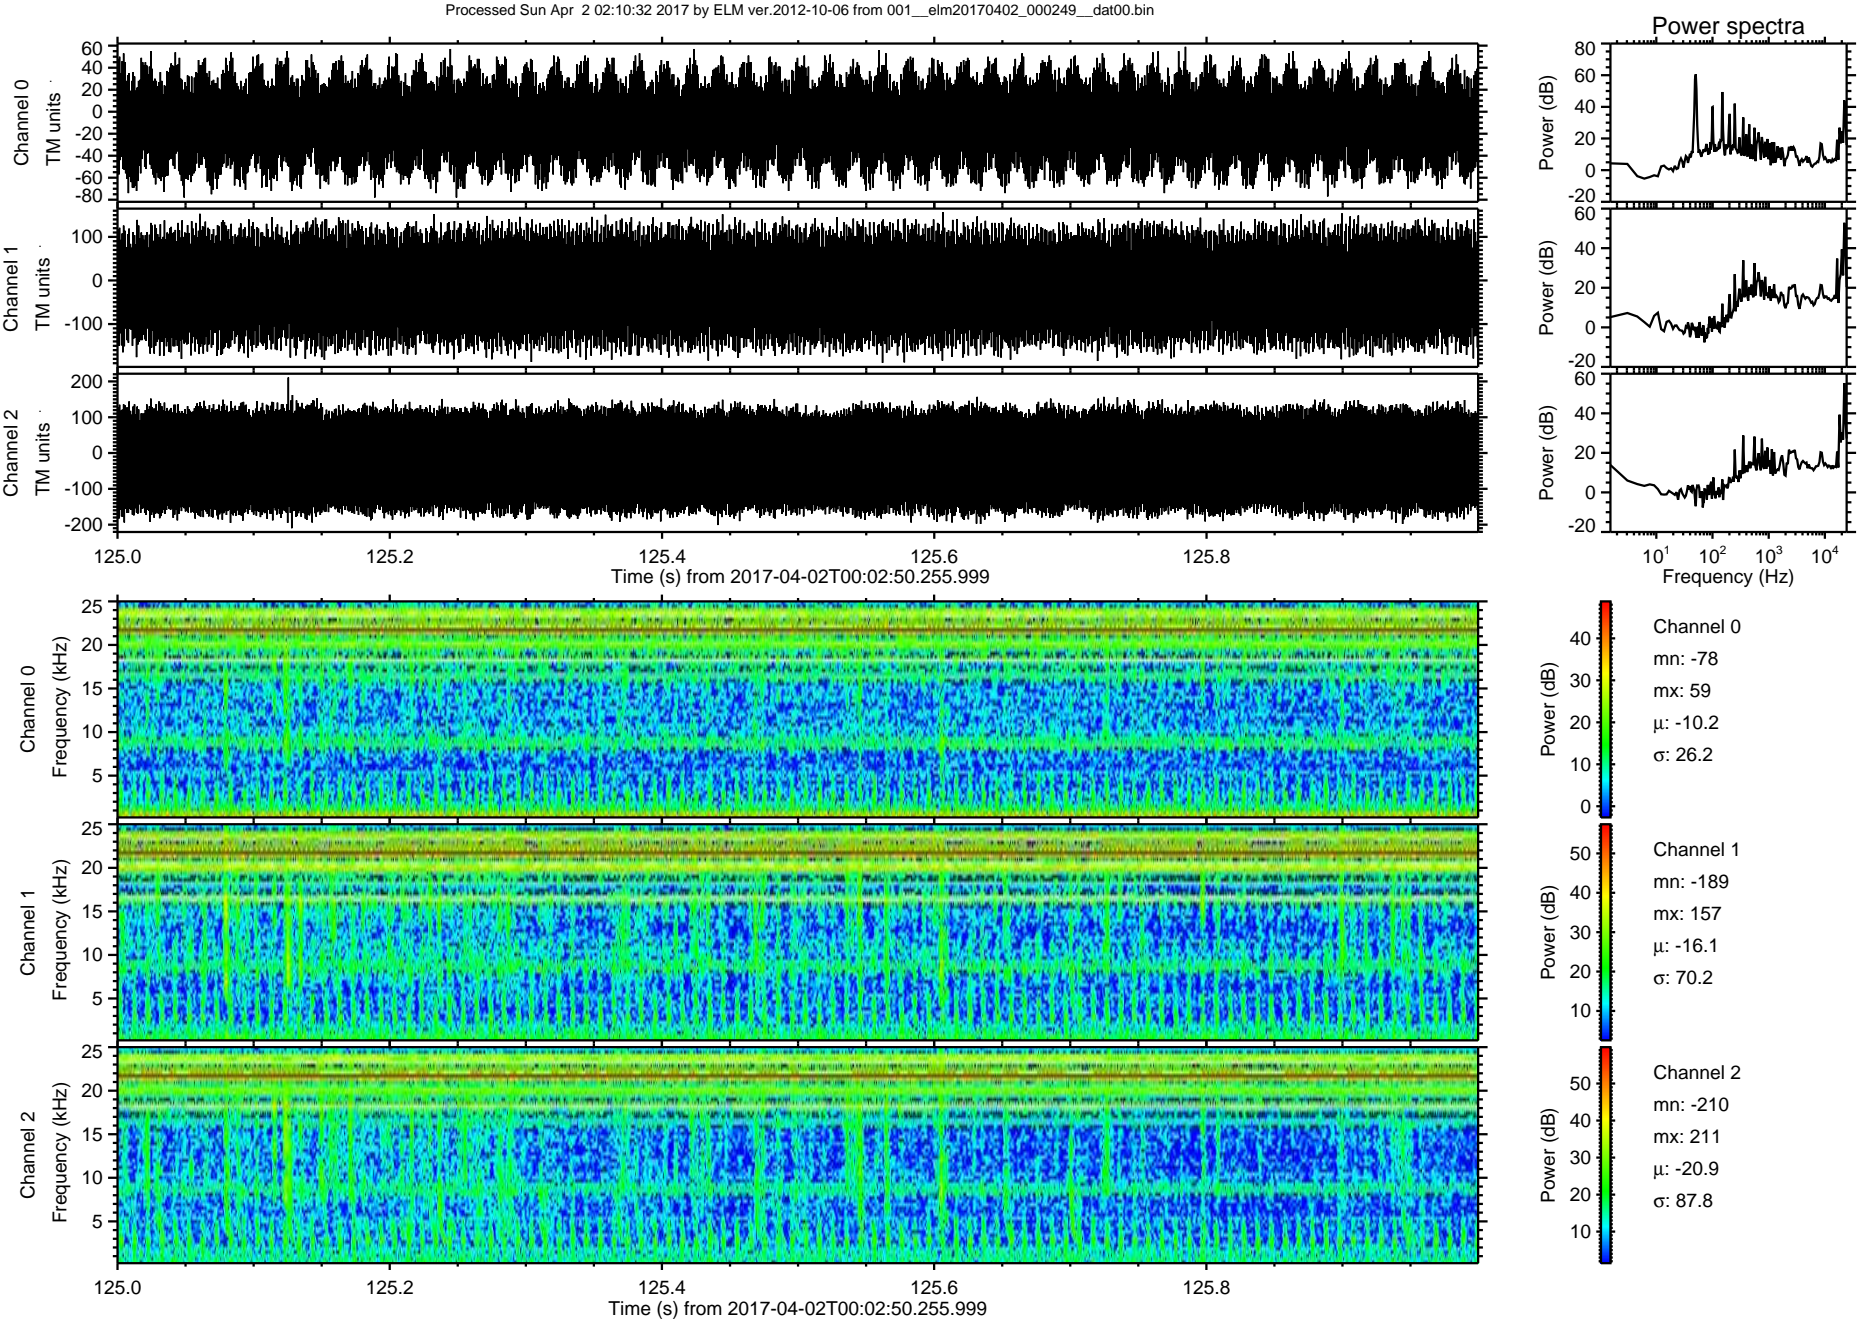 Processed Sun Apr 2 02:10:32 2017 by ELM ver.2012-10-06 from 001__elm20170402_000249__dat00.bin
Power spectra
Channel 0
TM units
60
40
20
0
-20
-40
-60
-80
Power (dB)
80
60
40
20
0
-20
Channel 1
TM units
100
0
-100
Power (dB)
60
40
20
0
-20
Channel 2
TM units
200
100
0
-100
-200
Power (dB)
60
40
20
0
-20
125.0 125.2 125.4 125.6 125.8
Time (s) from 2017-04-02T00:02:50.255.999
10^1 10^2 10^3 10^4
Frequency (Hz)
Channel 0
Frequency (kHz)
25
20
15
10
5
Power (dB)
40
30
20
10
0
Channel 0
mn: -78
mx: 59
μ: -10.2
σ: 26.2
Channel 1
Frequency (kHz)
25
20
15
10
5
Power (dB)
50
40
30
20
10
Channel 1
mn: -189
mx: 157
μ: -16.1
σ: 70.2
Channel 2
Frequency (kHz)
25
20
15
10
5
Power (dB)
50
40
30
20
10
Channel 2
mn: -210
mx: 211
μ: -20.9
σ: 87.8
125.0 125.2 125.4 125.6 125.8
Time (s) from 2017-04-02T00:02:50.255.999